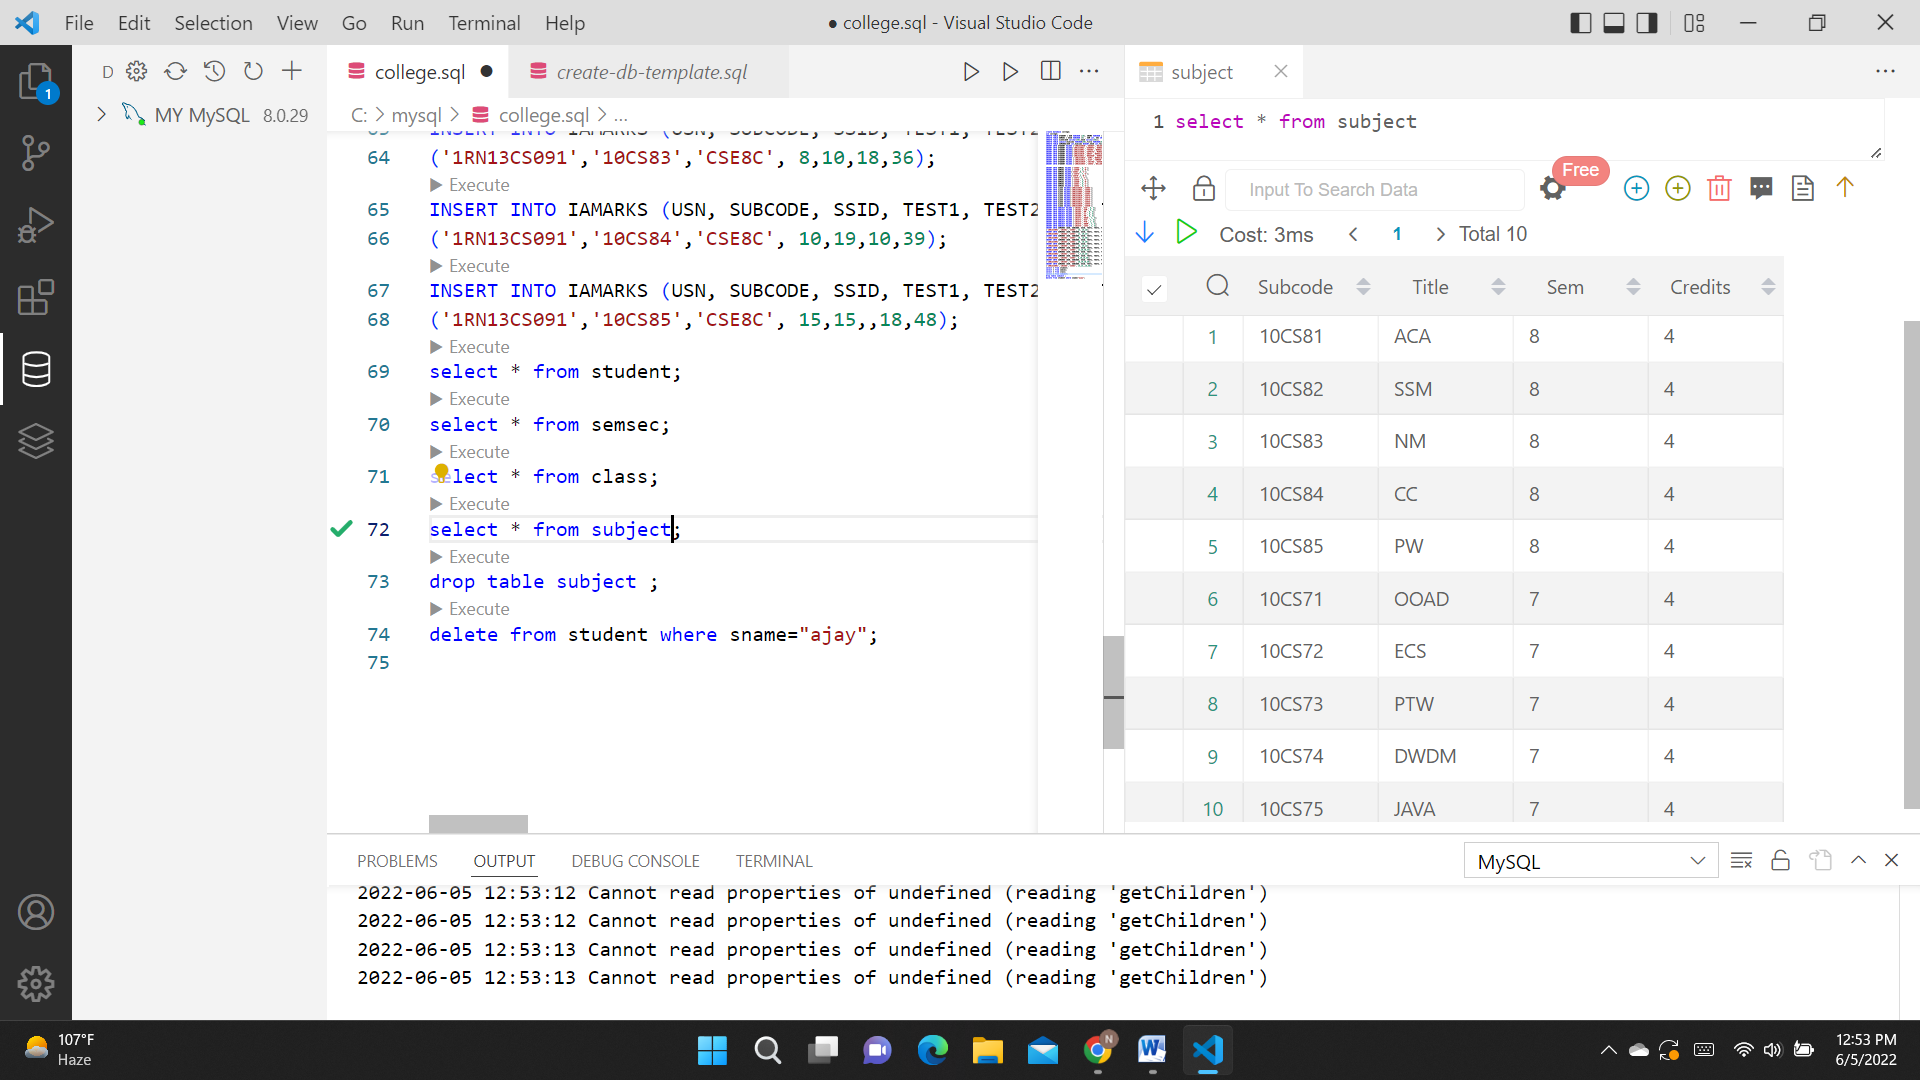 File Edit Selection View Go Run Terminal Help
● college.sql - Visual Studio Code
1
D
MY MySQL 8.0.29
college.sql ●
create-db-template.sql
C: > mysql > college.sql > ...
64 ('1RN13CS091','10CS83','CSE8C', 8,10,18,36);
Execute
65 INSERT INTO IAMARKS (USN, SUBCODE, SSID, TEST1, TEST2
66 ('1RN13CS091','10CS84','CSE8C', 10,19,10,39);
Execute
67 INSERT INTO IAMARKS (USN, SUBCODE, SSID, TEST1, TEST2
68 ('1RN13CS091','10CS85','CSE8C', 15,15,,18,48);
Execute
69 select * from student;
Execute
70 select * from semsec;
Execute
71 select * from class;
Execute
72 select * from subject;
Execute
73 drop table subject ;
Execute
74 delete from student where sname="ajay";
75
subject
1 select * from subject
Input To Search Data
Free
Cost: 3ms < 1 > Total 10
Subcode Title Sem Credits
1 10CS81 ACA 8 4
2 10CS82 SSM 8 4
3 10CS83 NM 8 4
4 10CS84 CC 8 4
5 10CS85 PW 8 4
6 10CS71 OOAD 7 4
7 10CS72 ECS 7 4
8 10CS73 PTW 7 4
9 10CS74 DWDM 7 4
10 10CS75 JAVA 7 4
PROBLEMS OUTPUT DEBUG CONSOLE TERMINAL
MySQL
2022-06-05 12:53:12 Cannot read properties of undefined (reading 'getChildren')
2022-06-05 12:53:12 Cannot read properties of undefined (reading 'getChildren')
2022-06-05 12:53:13 Cannot read properties of undefined (reading 'getChildren')
2022-06-05 12:53:13 Cannot read properties of undefined (reading 'getChildren')
107°F
Haze
N
12:53 PM
6/5/2022